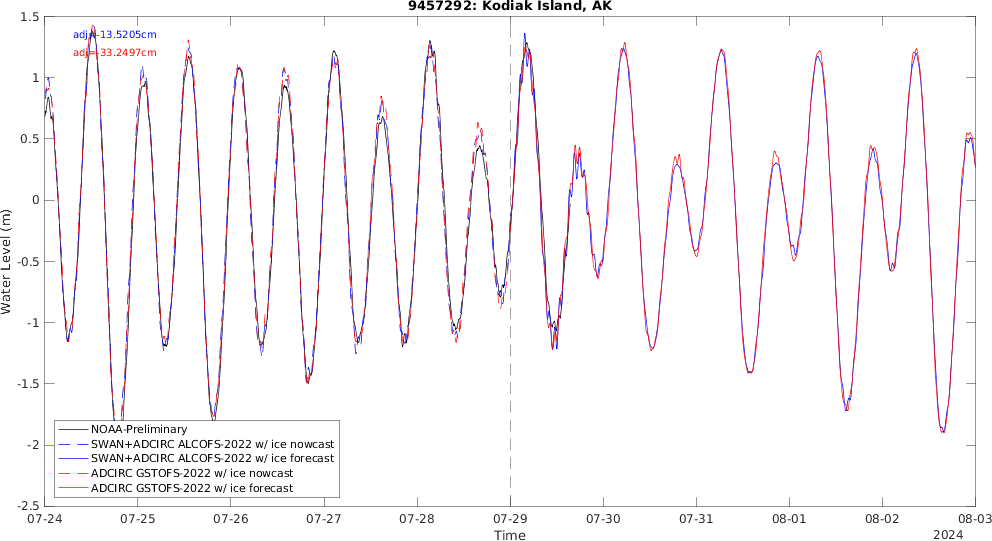 9457292: Kodiak Island, AK
adj=-13.5205cm
adj=-33.2497cm
1.5
1
0.5
0
-0.5
-1
-1.5
-2
-2.5
Water Level (m)
NOAA-Preliminary
SWAN+ADCIRC ALCOFS-2022 w/ ice nowcast
SWAN+ADCIRC ALCOFS-2022 w/ ice forecast
ADCIRC GSTOFS-2022 w/ ice nowcast
ADCIRC GSTOFS-2022 w/ ice forecast
07-24 07-25 07-26 07-27 07-28 07-29 07-30 07-31 08-01 08-02 08-03
Time
2024